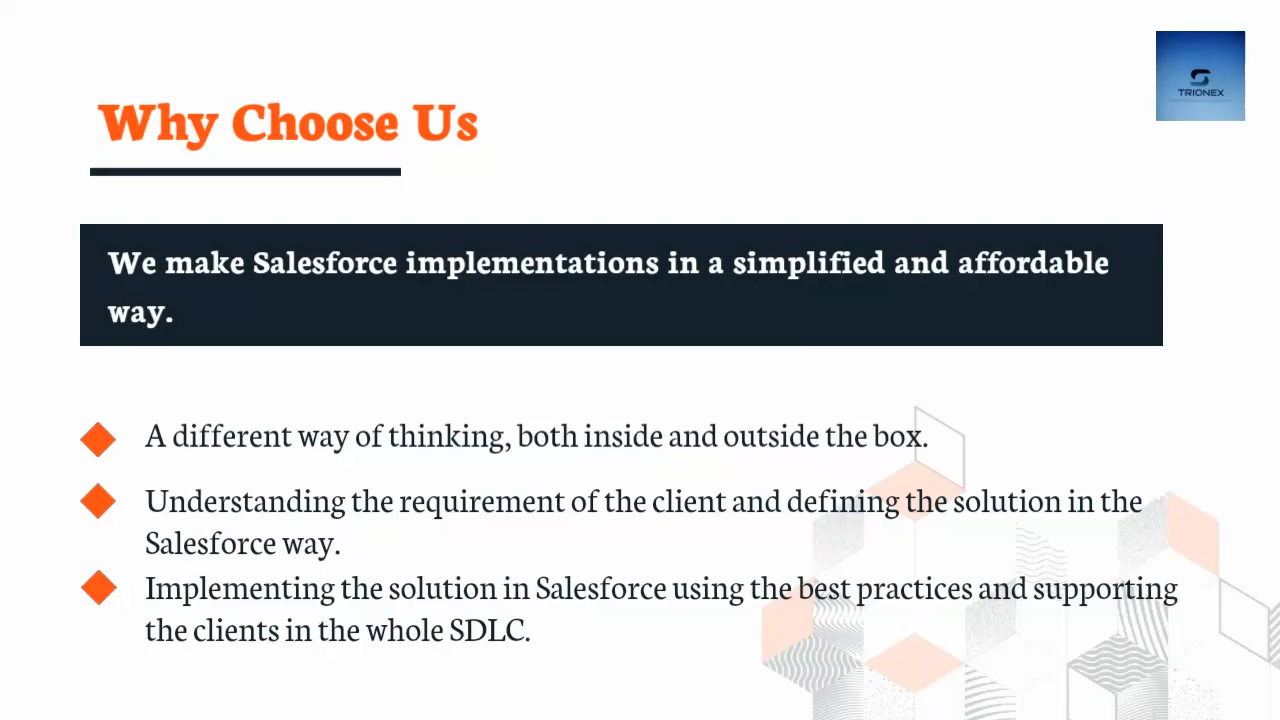 TRIONEX
Why Choose Us
We make Salesforce implementations in a simplified and affordable
way.
A different way of thinking, both inside and outside the box.
Understanding the requirement of the client and defining the solution in the
Salesforce way.
Implementing the solution in Salesforce using the best practices and supporting
the clients in the whole SDLC.